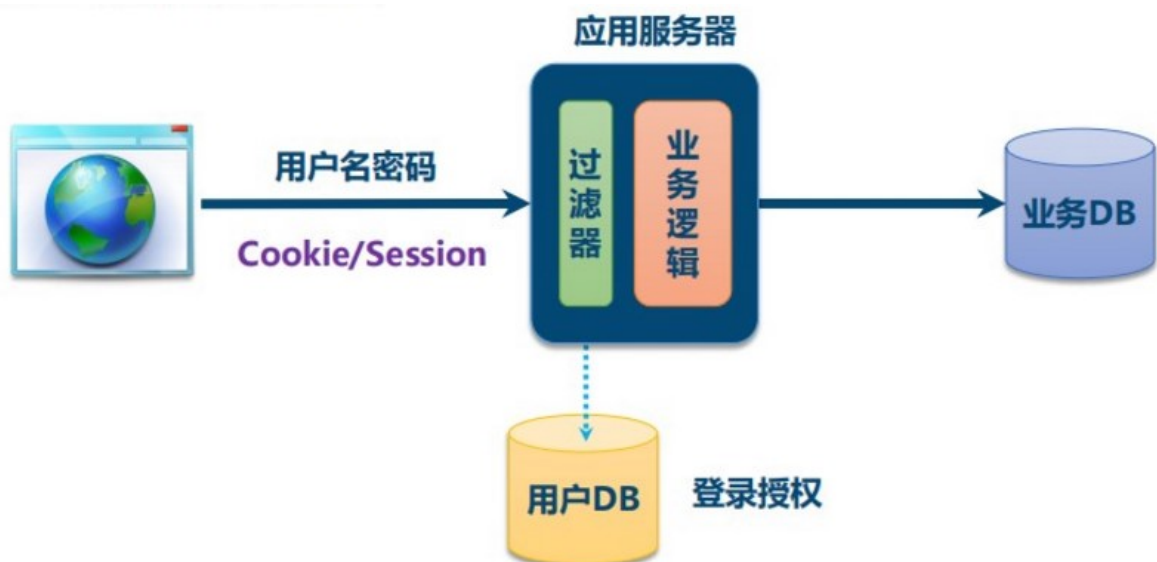 应用服务器
用户名密码
Cookie/Session
过滤器
业务逻辑
业务DB
用户DB
登录授权